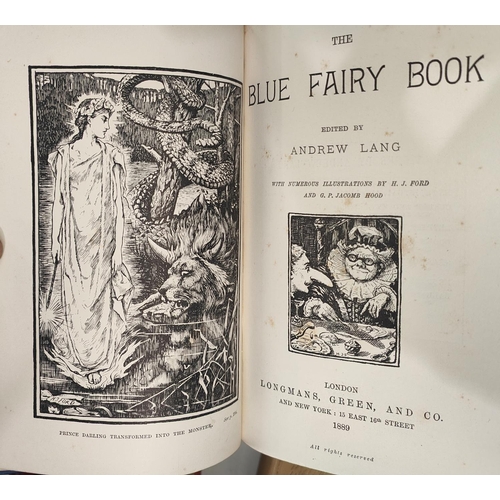 PRINCE DARLING TRANSFORMED INTO THE MONSTER.
THE
BLUE FAIRY BOOK
EDITED BY
ANDREW LANG
WITH NUMEROUS ILLUSTRATIONS BY H. J. FORD
AND G. P. JACOMB HOOD
LONDON
LONGMANS, GREEN, AND CO.
AND NEW YORK : 15 EAST 16th STREET
1889
All rights reserved